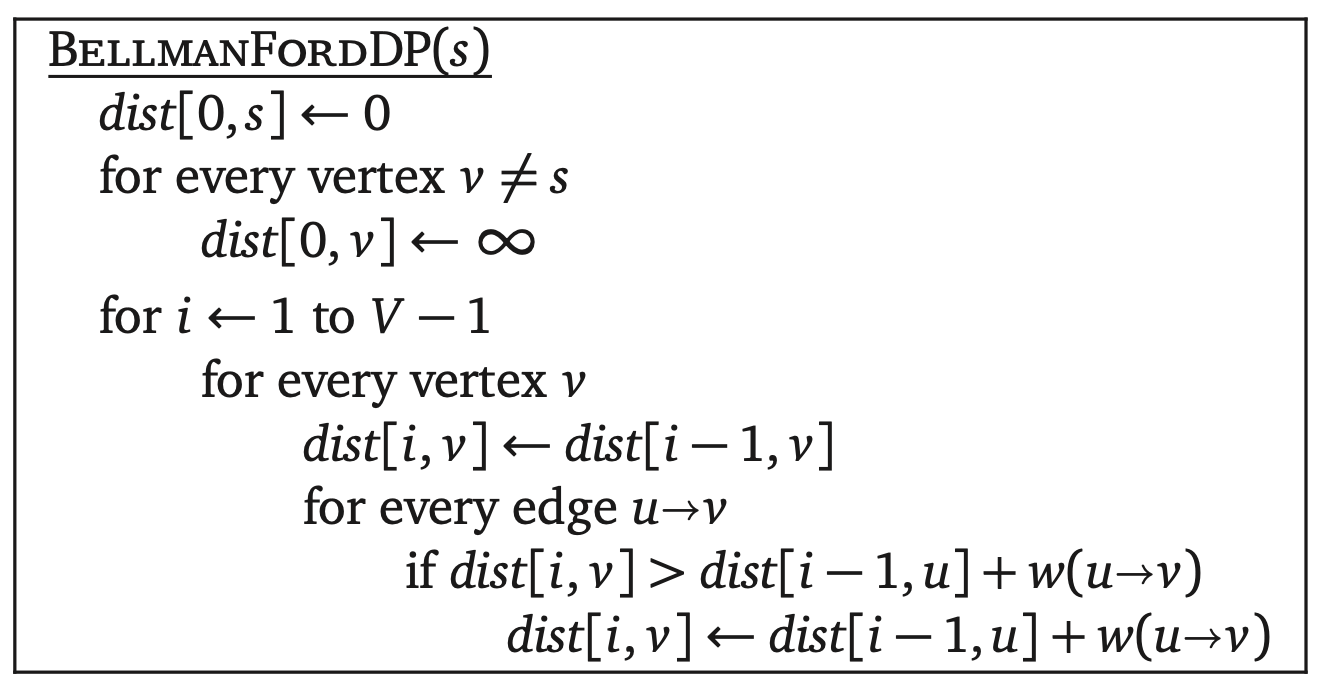 BELLMANFORDDP(s)
dist[0, s] ← 0
for every vertex v ≠ s
dist[0, v] ← ∞
for i ← 1 to V − 1
for every vertex v
dist[i, v] ← dist[i − 1, v]
for every edge u→v
if dist[i, v] > dist[i − 1, u] + w(u→v)
dist[i, v] ← dist[i − 1, u] + w(u→v)